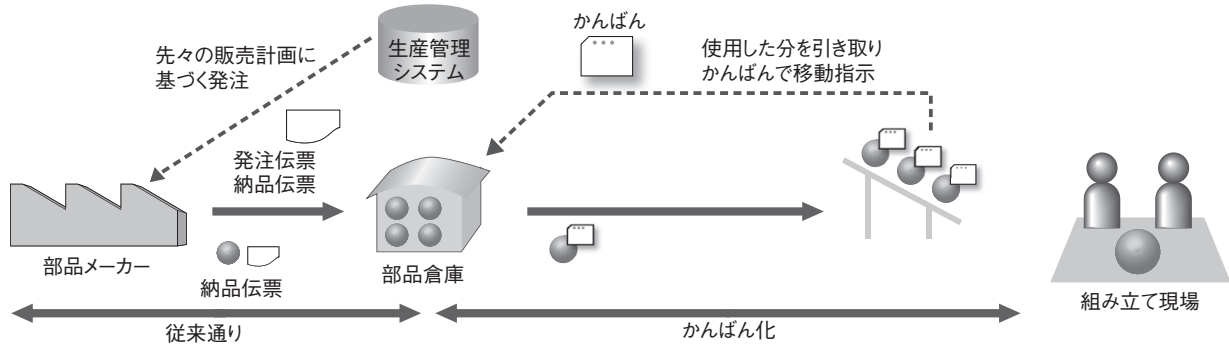 先々の販売計画に
基づく発注
生産管理
システム
かんばん
使用した分を引き取り
かんばんで移動指示
発注伝票
納品伝票
部品メーカー
納品伝票
部品倉庫
組み立て現場
従来通り
かんばん化